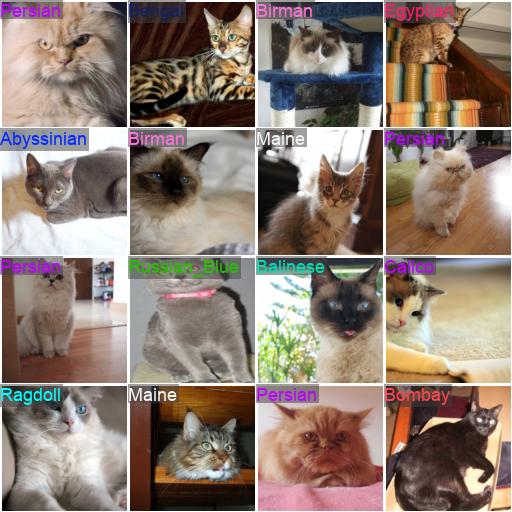 Persian
Bengal
Birman
Egyptian
Abyssinian
Birman
Maine
Persian
Persian
Russian_Blue
Balinese
Calico
Ragdoll
Maine
Persian
Bombay